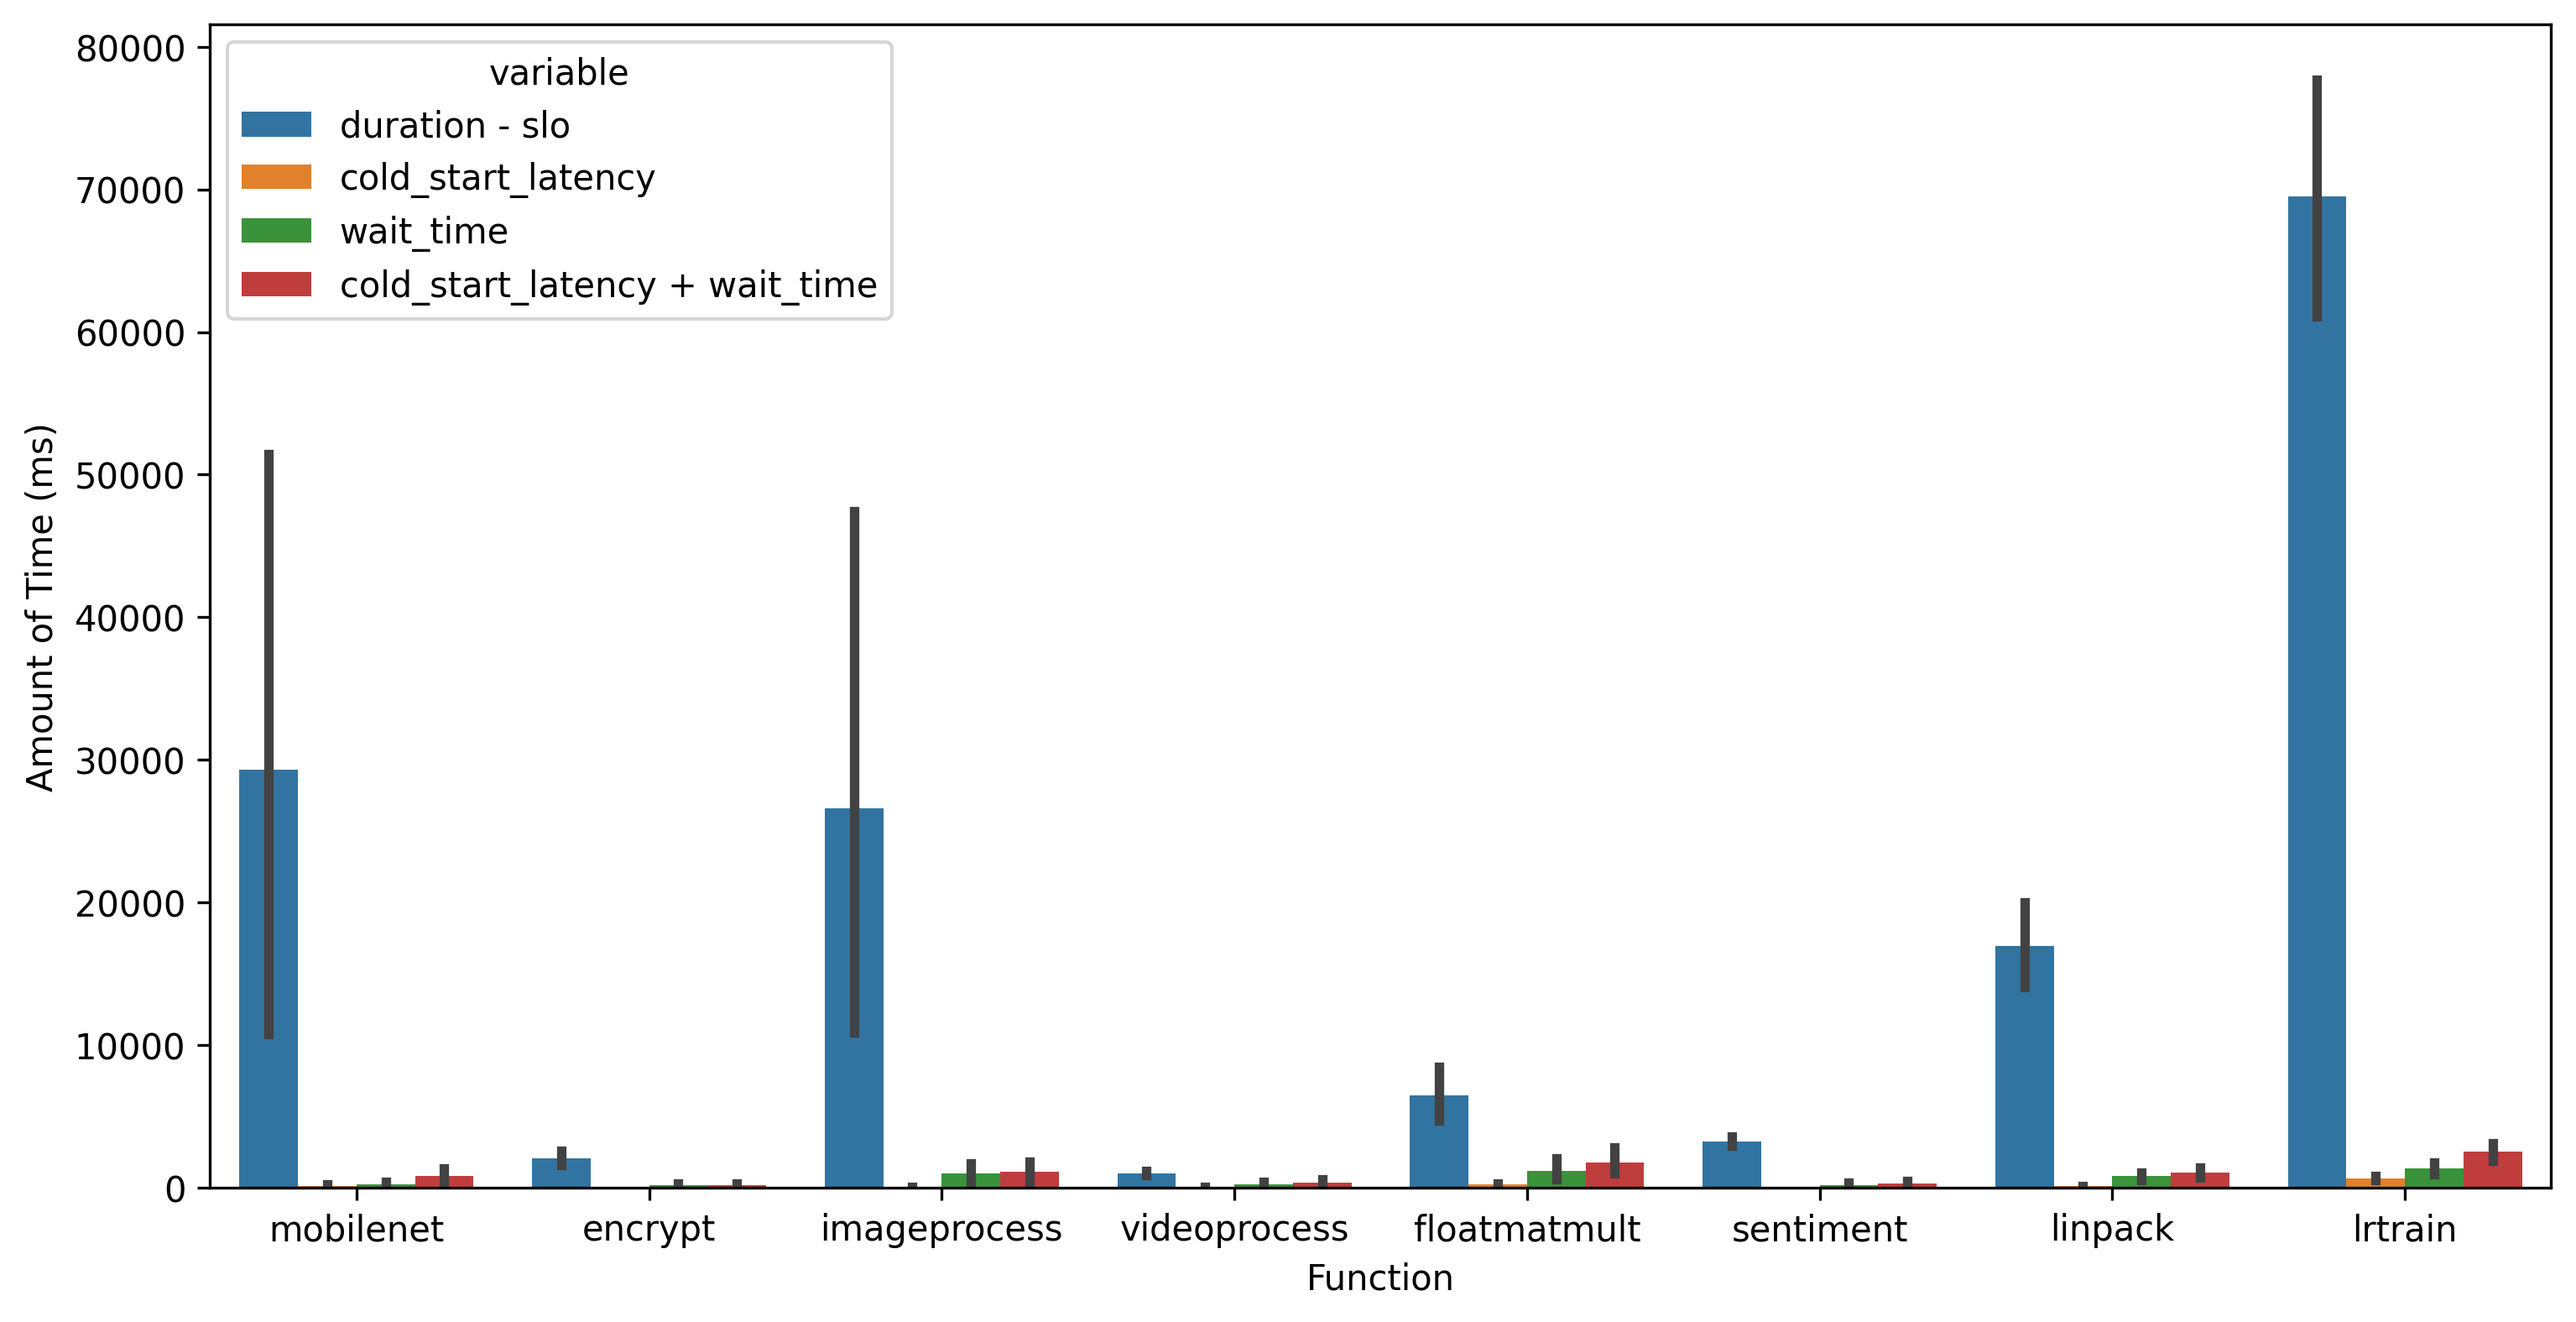 80000
70000
60000
50000
40000
30000
20000
10000
0
Amount of Time (ms)
variable
duration - slo
cold_start_latency
wait_time
cold_start_latency + wait_time
mobilenet
encrypt
imageprocess
videoprocess
floatmatmult
sentiment
linpack
lrtrain
Function